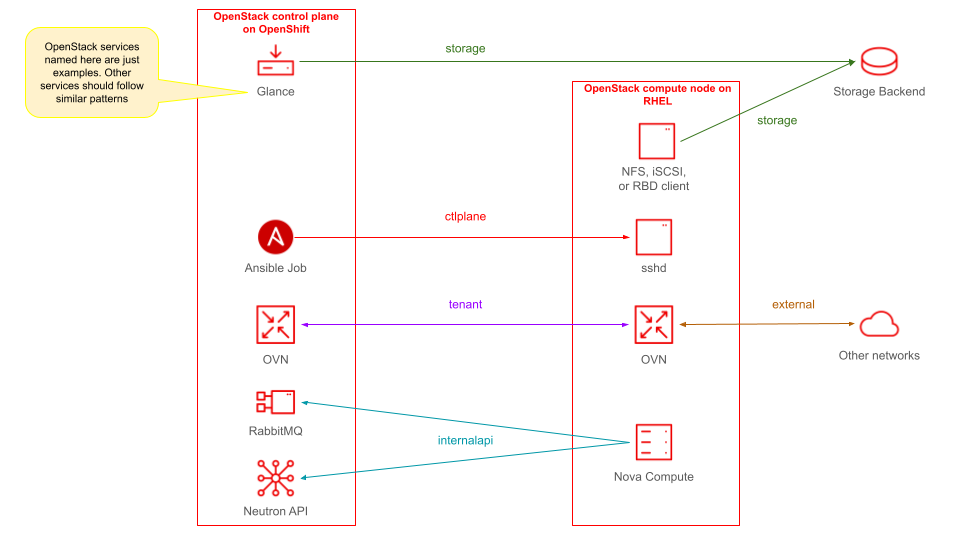 OpenStack control plane
on OpenShift
OpenStack services
named here are just
examples. Other
services should follow
similar patterns
Glance
storage
Storage Backend
OpenStack compute node on
RHEL
storage
NFS, iSCSI,
or RBD client
ctlplane
Ansible Job
sshd
tenant
external
OVN
OVN
Other networks
RabbitMQ
internalapi
Nova Compute
Neutron API